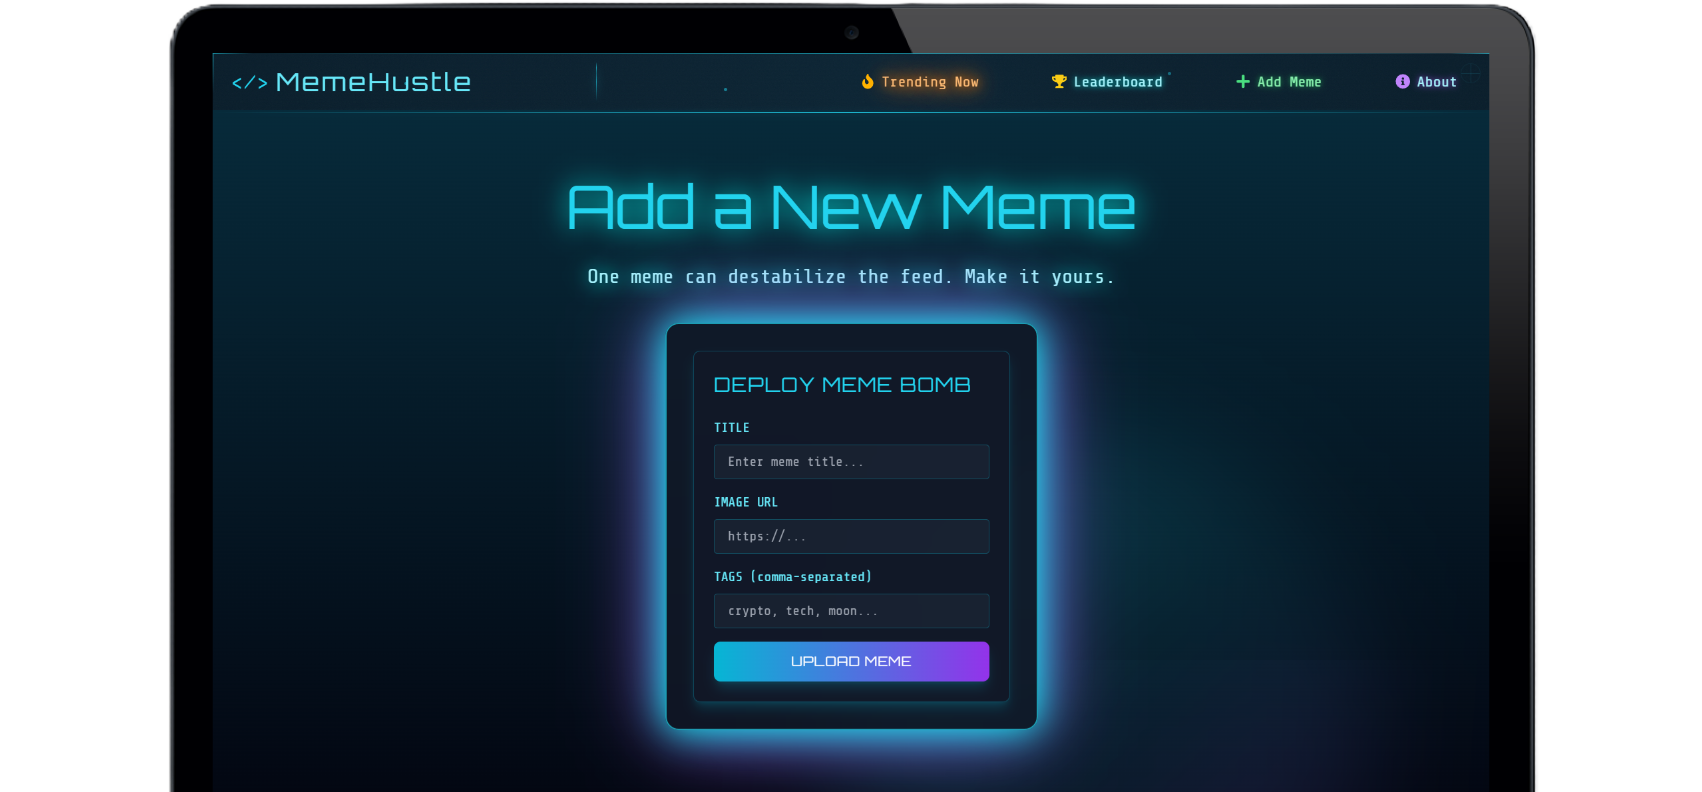 </> MemeHustle
Trending Now
Leaderboard
Add Meme
About
Add a New Meme
One meme can destabilize the feed. Make it yours.
DEPLOY MEME BOMB
TITLE
Enter meme title...
IMAGE URL
https://...
TAGS (comma-separated)
crypto, tech, moon...
UPLOAD MEME